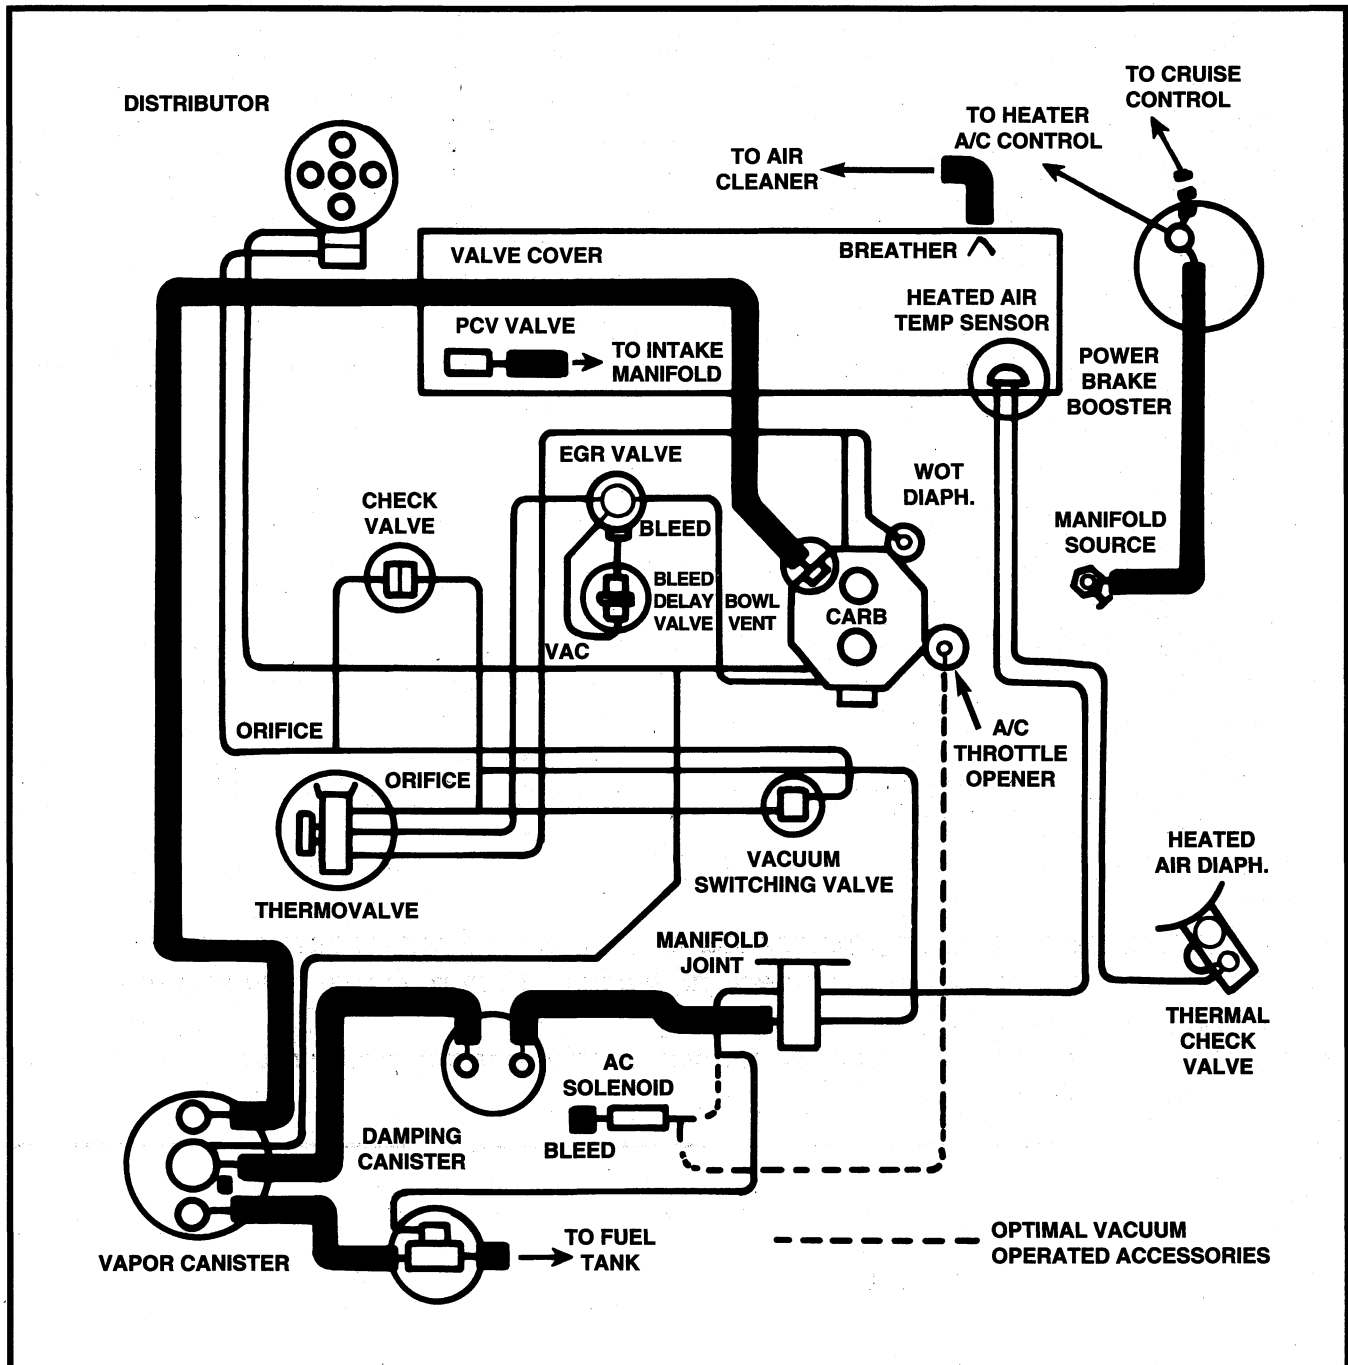 TO CRUISE
CONTROL
DISTRIBUTOR
TO HEATER
A/C CONTROL
TO AIR
CLEANER
VALVE COVER
BREATHER
HEATED AIR
TEMP SENSOR
PCV VALVE
TO INTAKE
MANIFOLD
POWER
BRAKE
BOOSTER
EGR VALVE
WOT
DIAPH.
CHECK
VALVE
BLEED
MANIFOLD
SOURCE
BLEED
DELAY
VALVE
BOWL
VENT
CARB
VAC
ORIFICE
A/C
THROTTLE
OPENER
ORIFICE
HEATED
AIR DIAPH.
VACUUM
SWITCHING VALVE
THERMOVALVE
MANIFOLD
JOINT
THERMAL
CHECK
VALVE
AC
SOLENOID
BLEED
DAMPING
CANISTER
VAPOR CANISTER
TO FUEL
TANK
OPTIMAL VACUUM
OPERATED ACCESSORIES